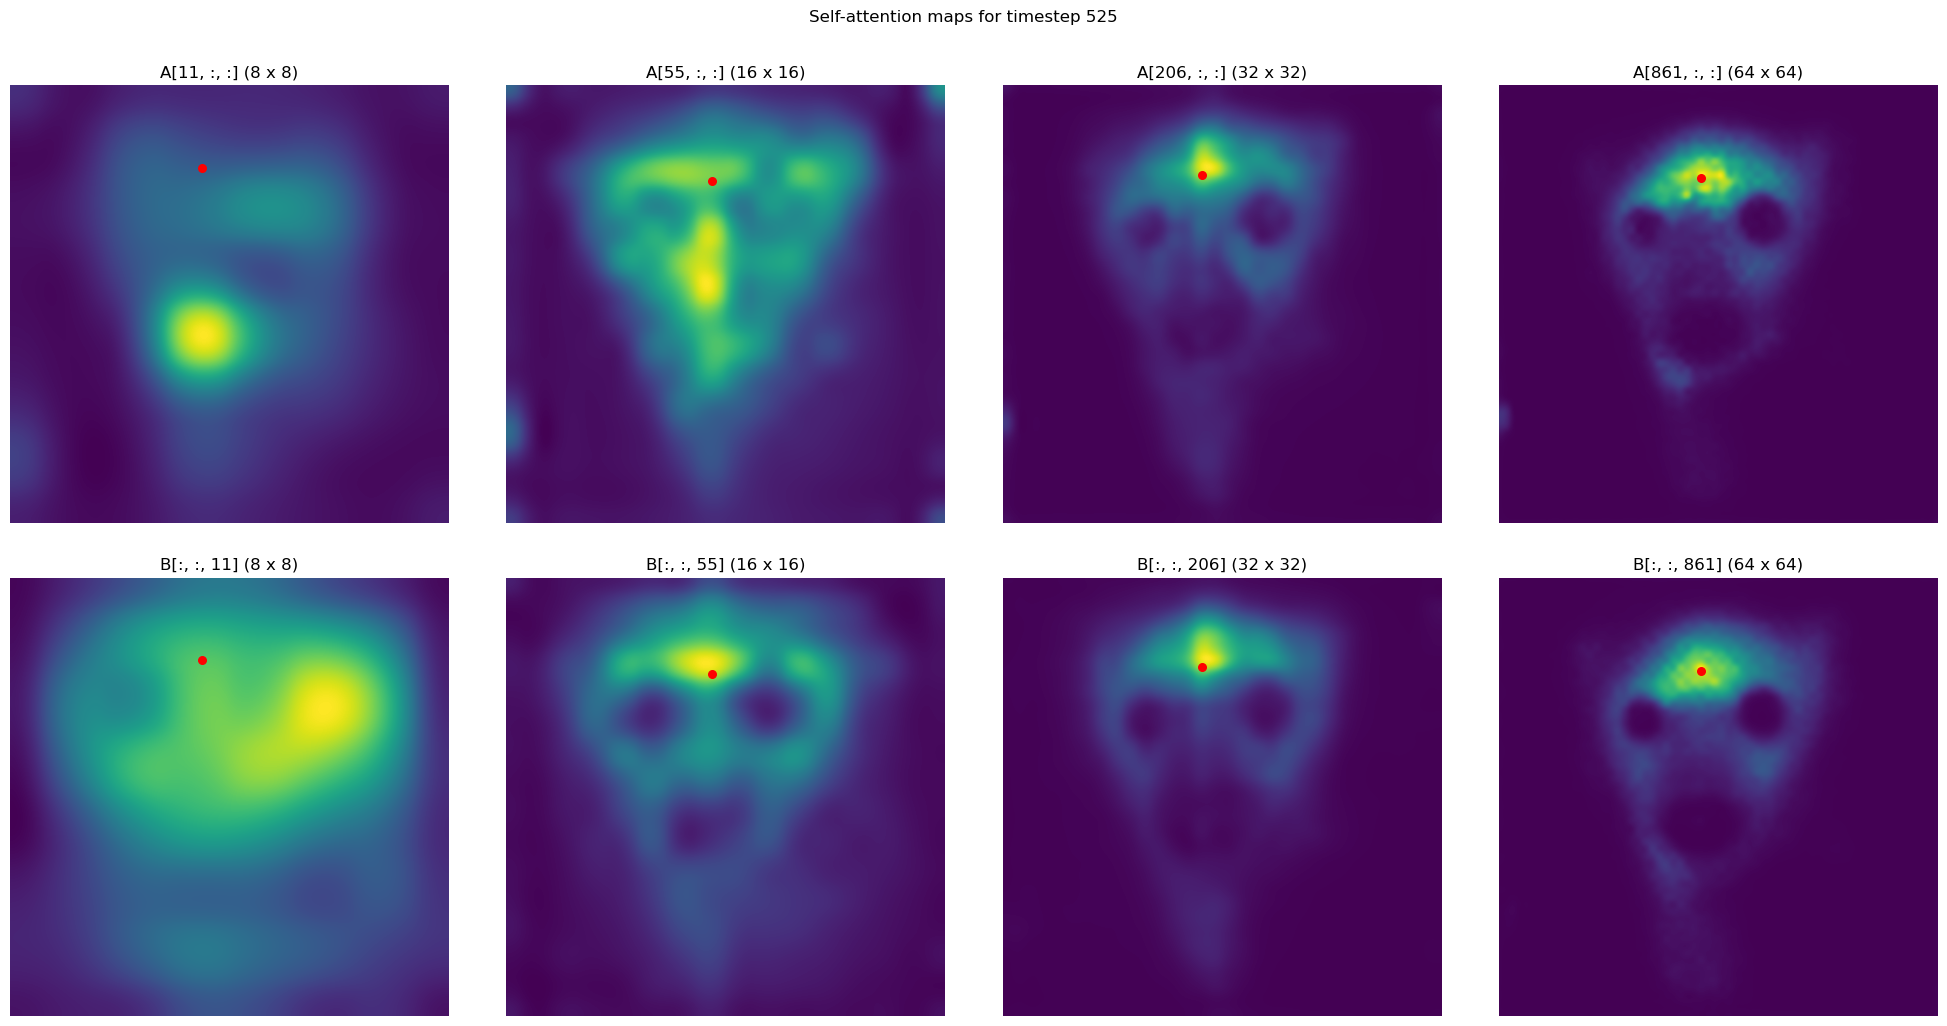 Self-attention maps for timestep 525
A[11, :, :] (8 x 8)
A[55, :, :] (16 x 16)
A[206, :, :] (32 x 32)
A[861, :, :] (64 x 64)
B[:, :, 11] (8 x 8)
B[:, :, 55] (16 x 16)
B[:, :, 206] (32 x 32)
B[:, :, 861] (64 x 64)